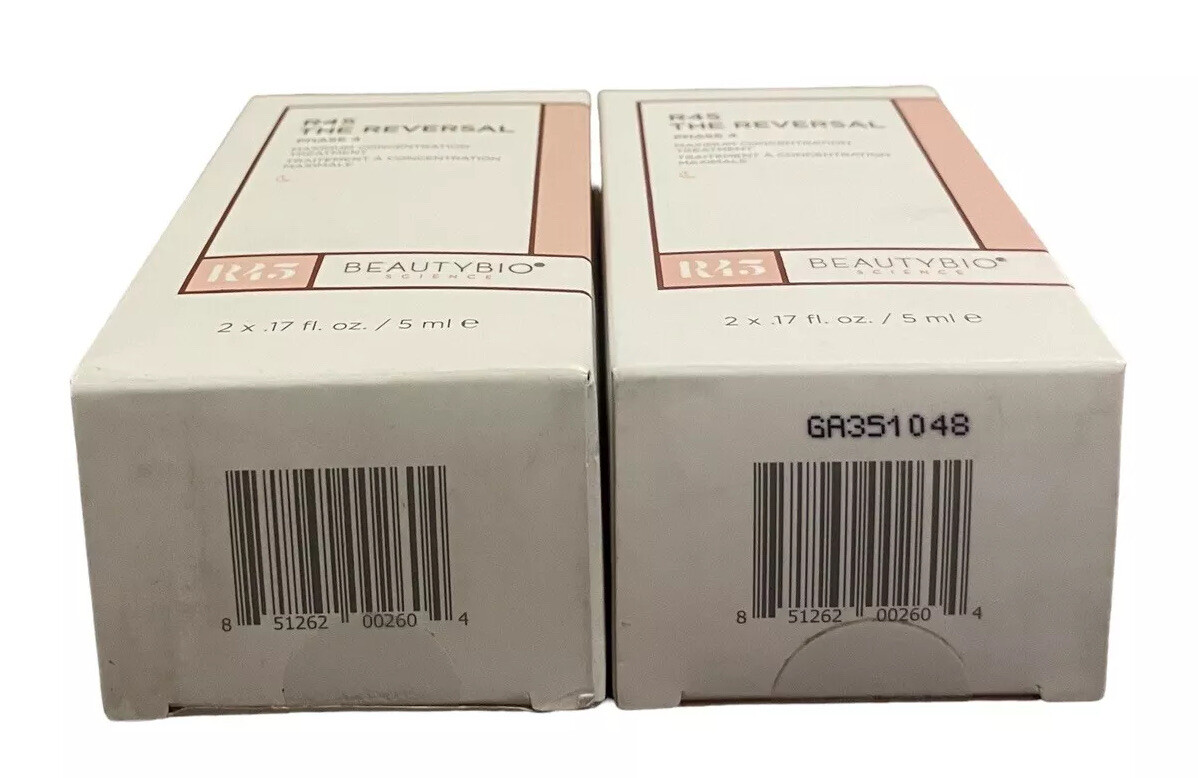 R45
THE REVERSAL
PHASE 4
MAXIMUM CONCENTRATION
TREATMENT
TRAITEMENT À CONCENTRATION
MAXIMALE
R45
BEAUTYBIO
SCIENCE
2 x .17 fl. oz. / 5 ml ℮
8 51262 00260 4
R45
THE REVERSAL
PHASE 4
MAXIMUM CONCENTRATION
TREATMENT
TRAITEMENT À CONCENTRATION
MAXIMALE
R45
BEAUTYBIO
SCIENCE
2 x .17 fl. oz. / 5 ml ℮
GA351048
8 51262 00260 4